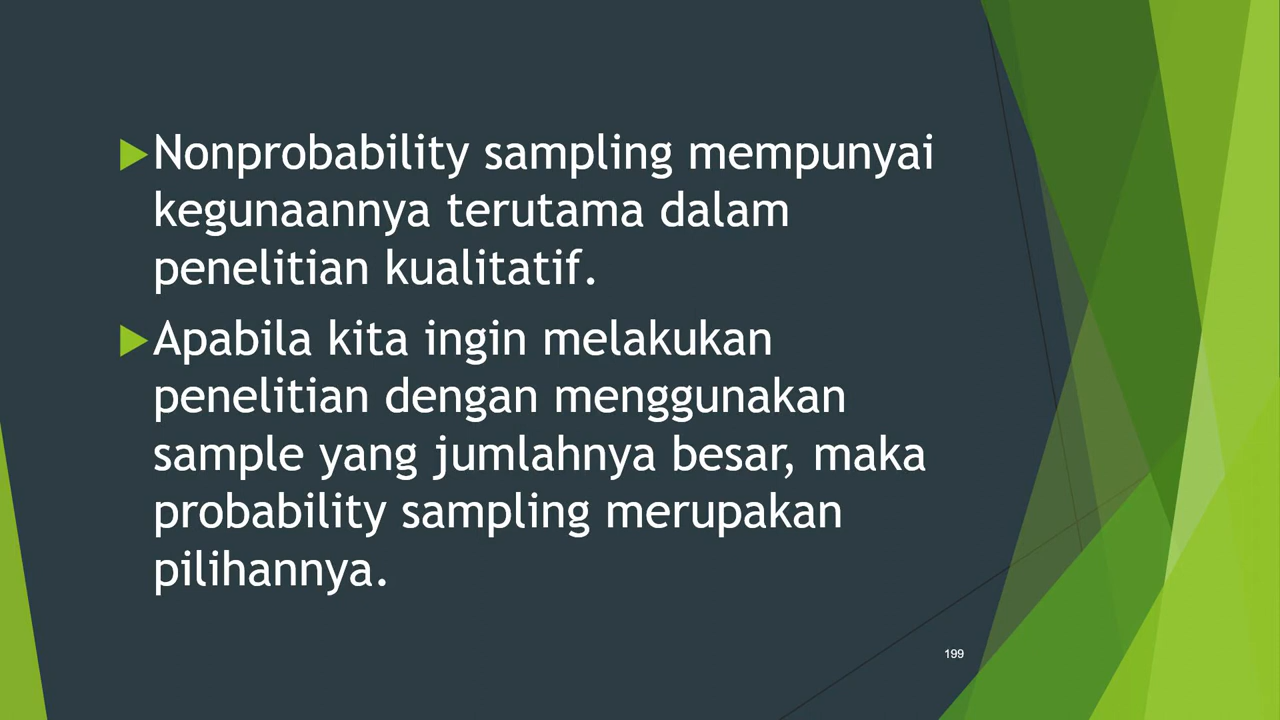 Nonprobability sampling mempunyai
kegunaannya terutama dalam
penelitian kualitatif.
Apabila kita ingin melakukan
penelitian dengan menggunakan
sample yang jumlahnya besar, maka
probability sampling merupakan
pilihannya.
199